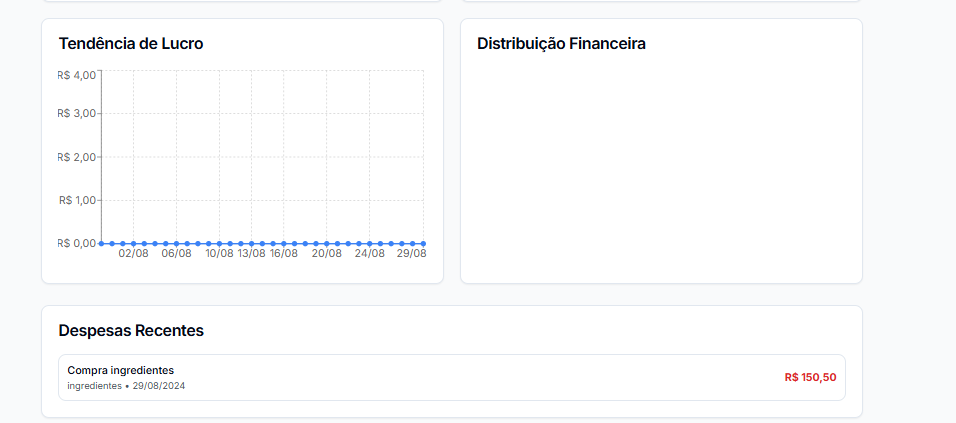 Tendência de Lucro
R$ 4,00
R$ 3,00
R$ 2,00
R$ 1,00
R$ 0,00
02/08 06/08 10/08 13/08 16/08 20/08 24/08 29/08
Distribuição Financeira
Despesas Recentes
Compra ingredientes
ingredientes • 29/08/2024
R$ 150,50